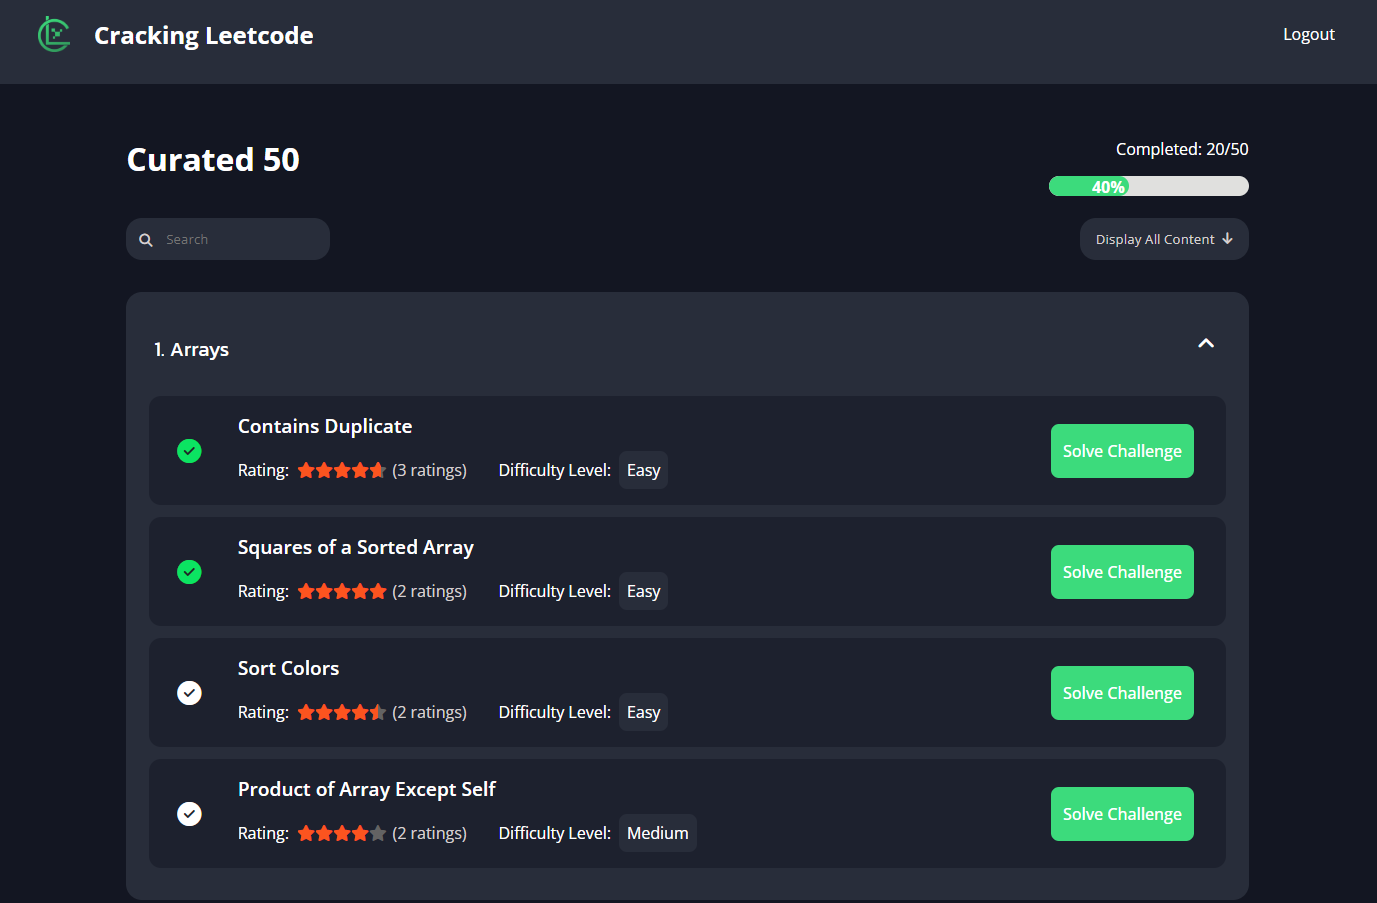 Cracking Leetcode
Logout
Curated 50
Completed: 20/50
40%
Search
Display All Content
1. Arrays
Contains Duplicate
Rating: (3 ratings) Difficulty Level: Easy
Solve Challenge
Squares of a Sorted Array
Rating: (2 ratings) Difficulty Level: Easy
Solve Challenge
Sort Colors
Rating: (2 ratings) Difficulty Level: Easy
Solve Challenge
Product of Array Except Self
Rating: (2 ratings) Difficulty Level: Medium
Solve Challenge